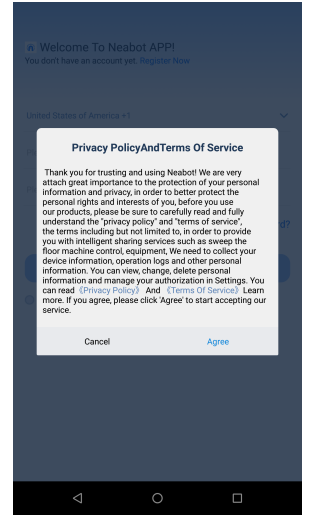 Welcome To Neabot APP!
You don't have an account yet, Register Now
United States of America +1
Privacy PolicyAndTerms Of Service
Thank you for trusting and using Neabot! We are very
attach great importance to the protection of your personal
information and privacy, in order to better protect the
personal rights and interests of you, before you use
our products, please be sure to carefully read and fully
understand the "privacy policy" and "terms of service",
the terms including but not limited to, in order to provide
you with intelligent sharing services such as sweep the
floor machine control, equipment, We need to collect your
device information, operation logs and other personal
information. You can view, change, delete personal
information and manage your authorization in Settings. You
can read 《Privacy Policy》 And 《Terms Of Service》 Learn
more. If you agree, please click 'Agree' to start accepting our
service.
Cancel Agree